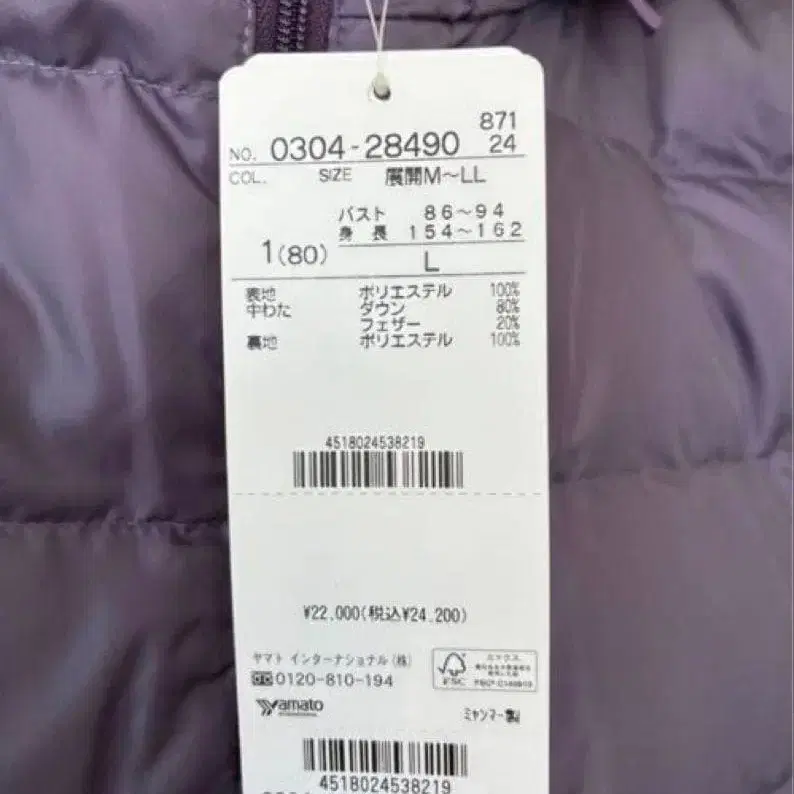 871
NO. 0304-28490 24
COL. SIZE 展開M～LL
バスト 86～94
身長 154～162
1(80) L
表地 ポリエステル 100%
中わた ダウン 80%
フェザー 20%
裏地 ポリエステル 100%
4518024538219
¥22,000(税込¥24,200)
ヤマト インターナショナル(株)
0120-810-194
FSC
ミックス
Yamato
ミャンマー製
4518024538219